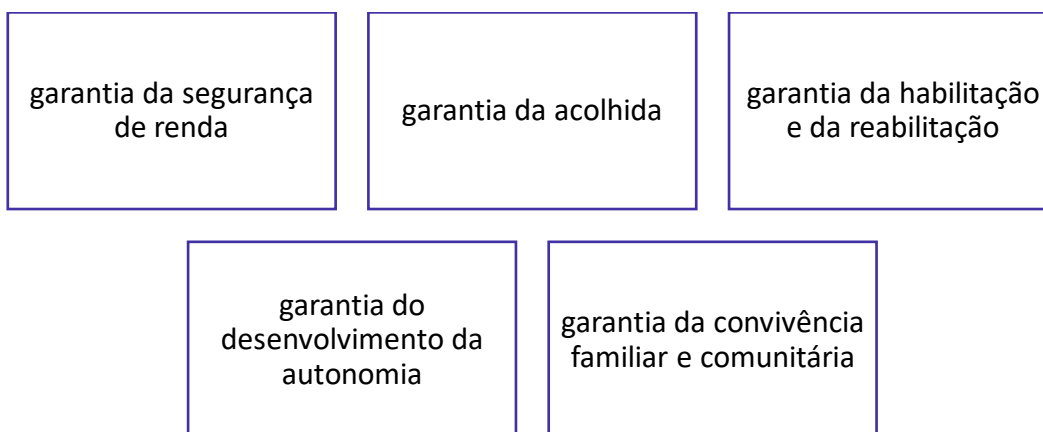 garantia da segurança
de renda
garantia da acolhida
garantia da habilitação
e da reabilitação
garantia do
desenvolvimento da
autonomia
garantia da convivência
familiar e comunitária